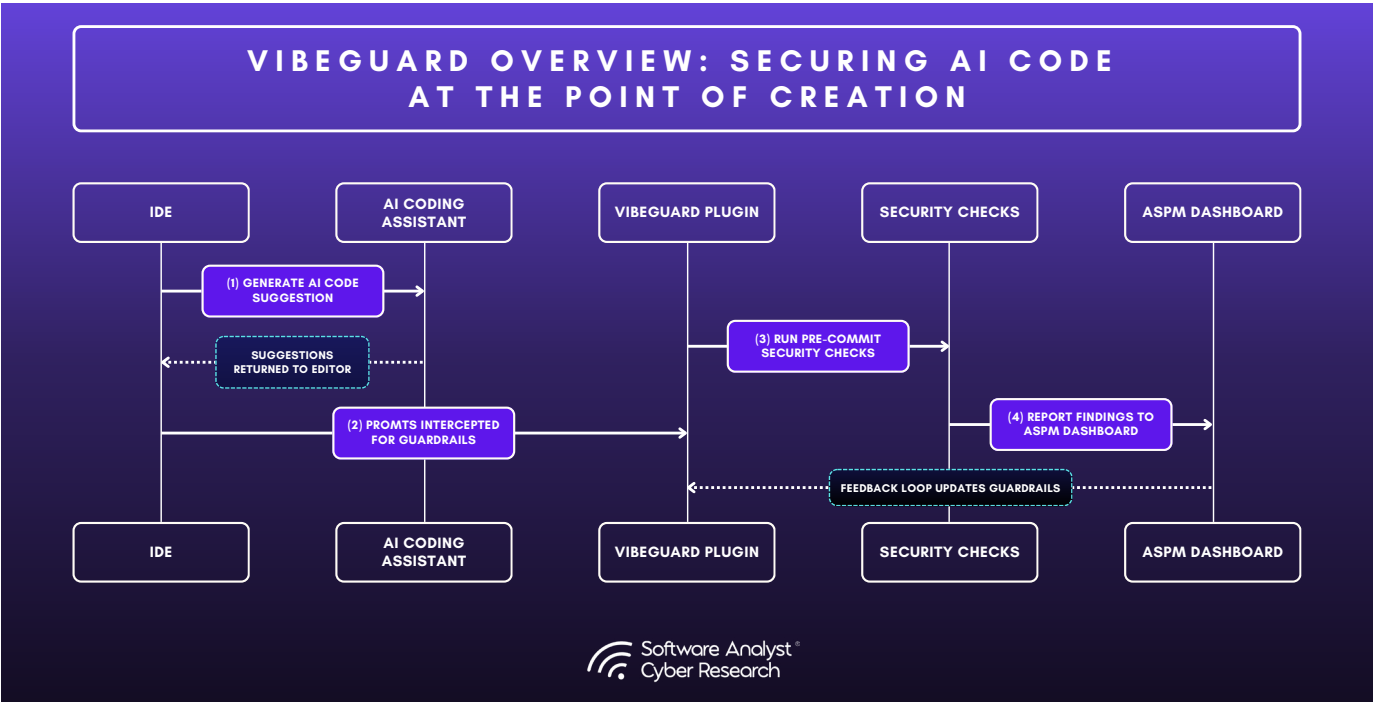 VIBEGUARD OVERVIEW: SECURING AI CODE
AT THE POINT OF CREATION
IDE
AI CODING
ASSISTANT
VIBEGUARD PLUGIN
SECURITY CHECKS
ASPM DASHBOARD
(1) GENERATE AI CODE
SUGGESTION
(3) RUN PRE-COMMIT
SECURITY CHECKS
SUGGESTIONS
RETURNED TO EDITOR
(2) PROMTS INTERCEPTED
FOR GUARDRAILS
(4) REPORT FINDINGS TO
ASPM DASHBOARD
FEEDBACK LOOP UPDATES GUARDRAILS
IDE
AI CODING
ASSISTANT
VIBEGUARD PLUGIN
SECURITY CHECKS
ASPM DASHBOARD
Software Analyst®
Cyber Research